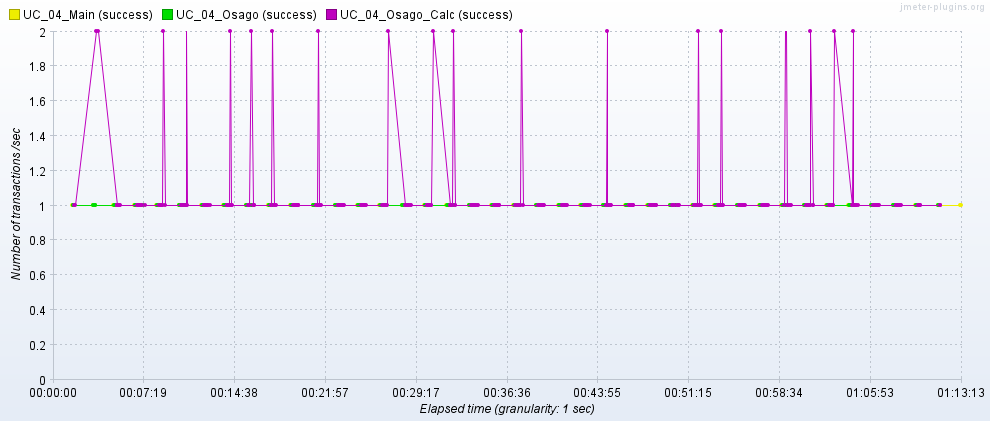 UC_04_Main (success) UC_04_Osago (success) UC_04_Osago_Calc (success)
jmeter-plugins.org
Number of transactions /sec
2
1.8
1.6
1.4
1.2
1
0.8
0.6
0.4
0.2
0
00:00:00 00:07:19 00:14:38 00:21:57 00:29:17 00:36:36 00:43:55 00:51:15 00:58:34 01:05:53 01:13:13
Elapsed time (granularity: 1 sec)